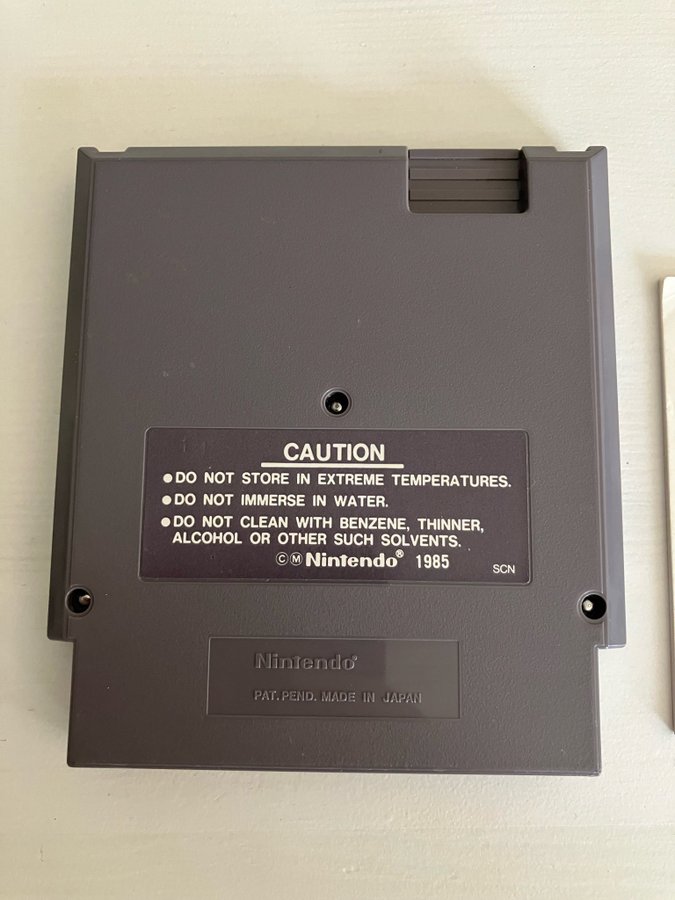 CAUTION
●DO NOT STORE IN EXTREME TEMPERATURES.
●DO NOT IMMERSE IN WATER.
●DO NOT CLEAN WITH BENZENE, THINNER,
ALCOHOL OR OTHER SUCH SOLVENTS.
©Ⓜ Nintendo® 1985
SCN
Nintendo®
PAT. PEND. MADE IN JAPAN